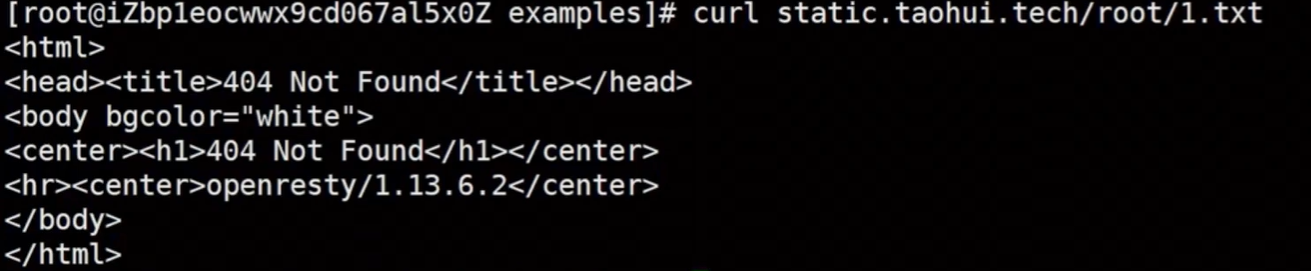 [root@iZbp1eocwwx9cd067al5x0Z examples]# curl static.taohui.tech/root/1.txt
<html>
<head><title>404 Not Found</title></head>
<body bgcolor="white">
<center><h1>404 Not Found</h1></center>
<hr><center>openresty/1.13.6.2</center>
</body>
</html>